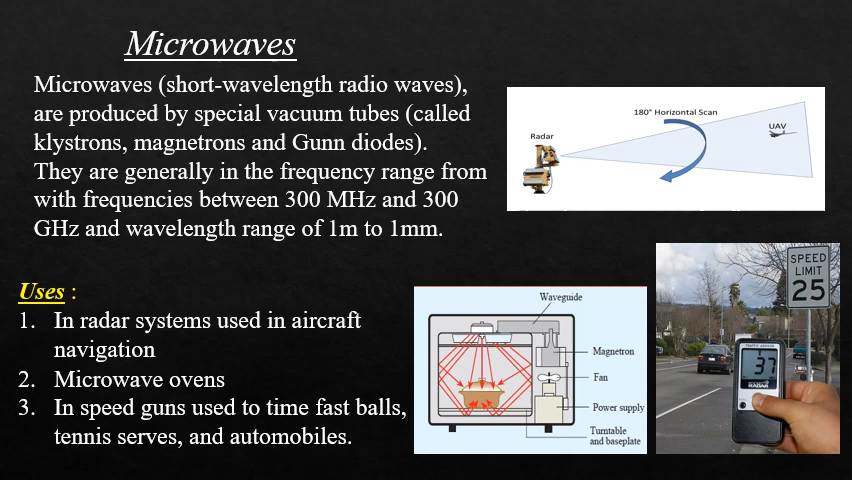 Microwaves
Microwaves (short-wavelength radio waves),
are produced by special vacuum tubes (called
klystrons, magnetrons and Gunn diodes).
They are generally in the frequency range from
with frequencies between 300 MHz and 300
GHz and wavelength range of 1m to 1mm.
180° Horizontal Scan
Radar
UAV
Uses :
1. In radar systems used in aircraft
navigation
2. Microwave ovens
3. In speed guns used to time fast balls,
tennis serves, and automobiles.
Waveguide
Magnetron
Fan
Power supply
Turntable
and baseplate
SPEED
LIMIT
25
37
RADAR